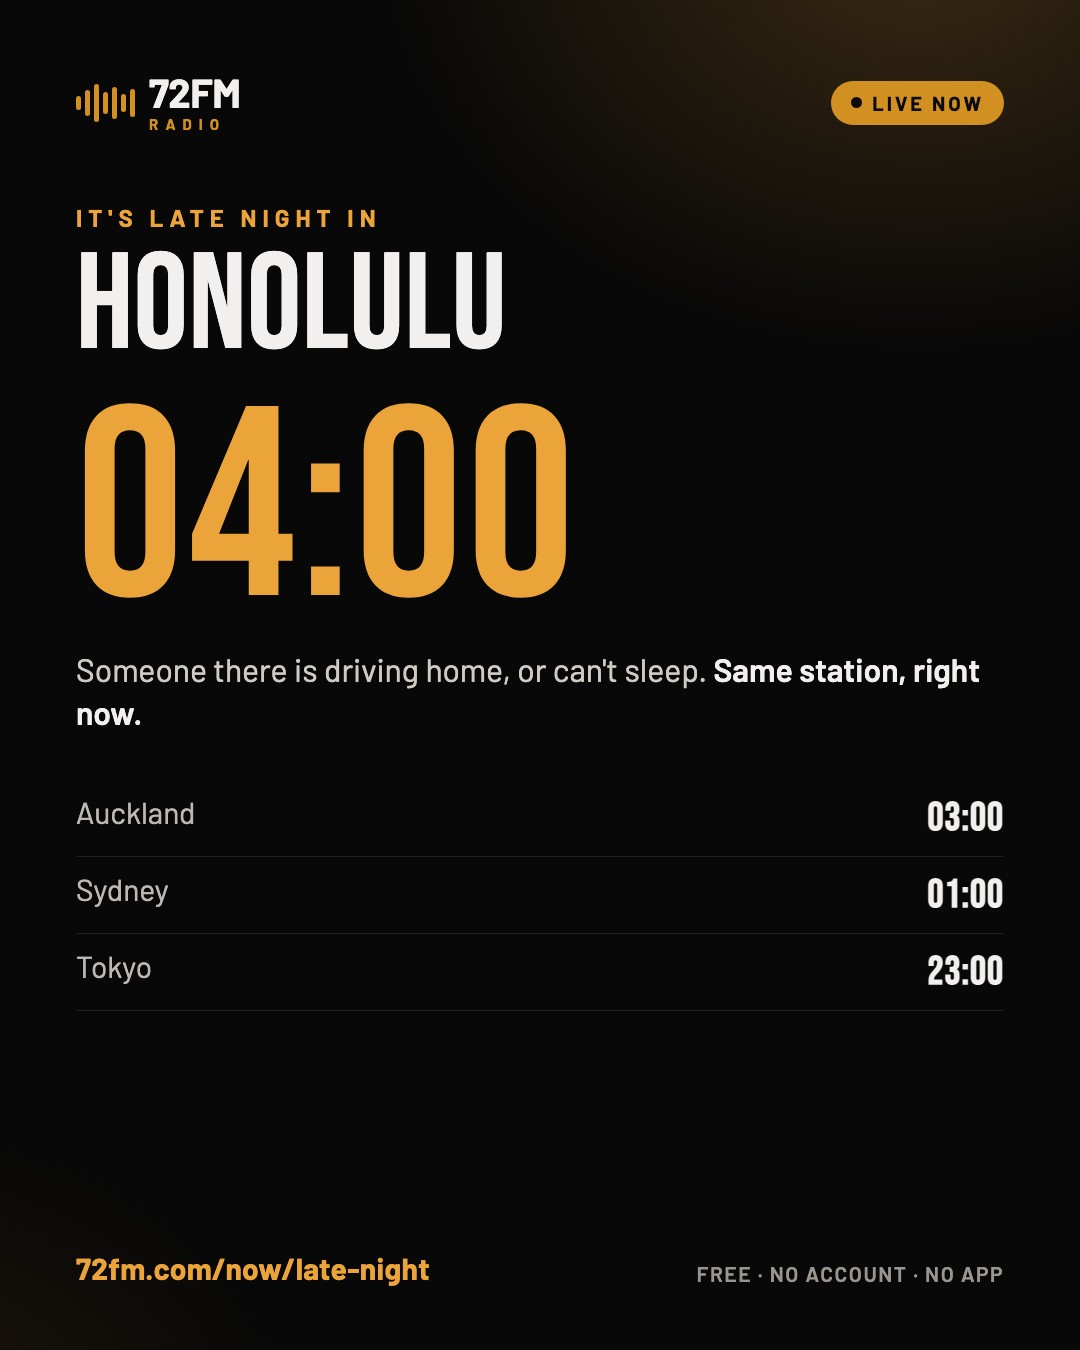 72FM
RADIO
LIVE NOW
IT'S LATE NIGHT IN
HONOLULU
04:00
Someone there is driving home, or can't sleep. Same station, right
now.
Auckland 03:00
Sydney 01:00
Tokyo 23:00
72fm.com/now/late-night
FREE · NO ACCOUNT · NO APP